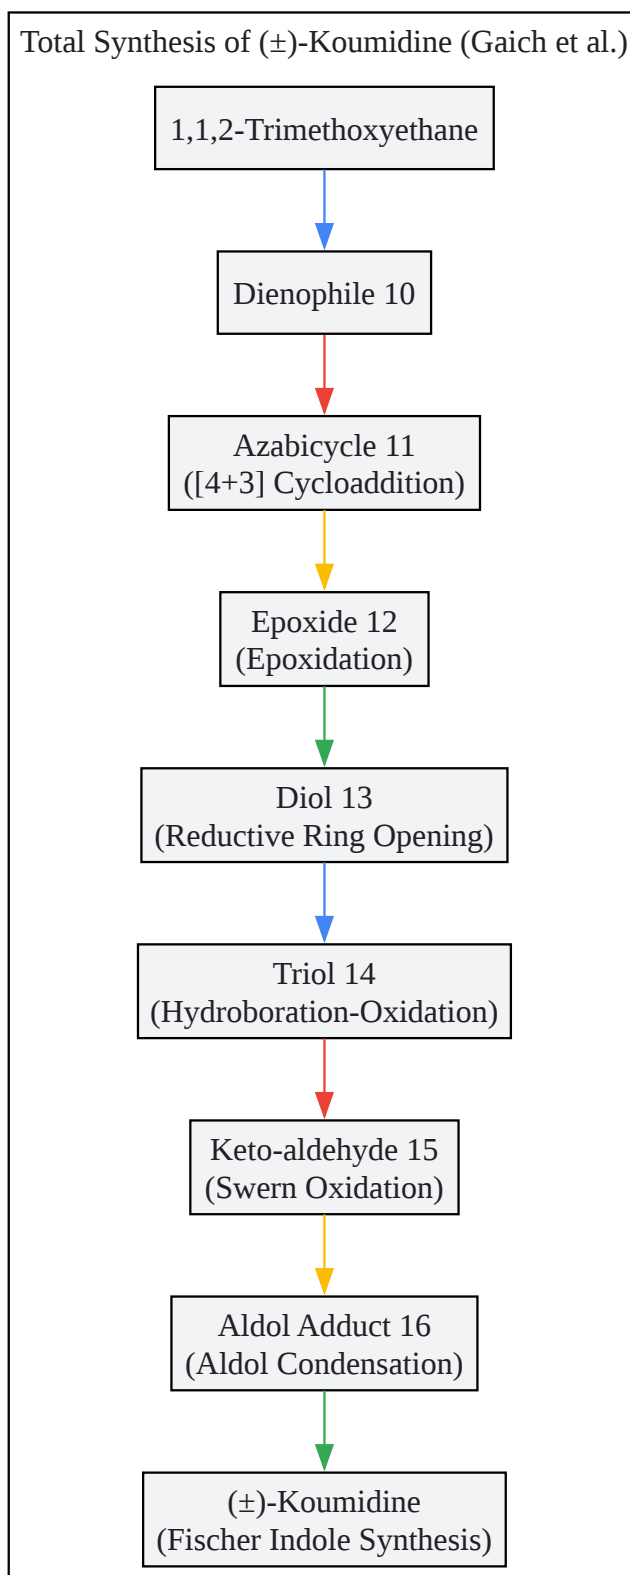 Total Synthesis of (±)-Koumidine (Gaich et al.)
1,1,2-Trimethoxyethane
Dienophile 10
Azabicycle 11
([4+3] Cycloaddition)
Epoxide 12
(Epoxidation)
Diol 13
(Reductive Ring Opening)
Triol 14
(Hydroboration-Oxidation)
Keto-aldehyde 15
(Swern Oxidation)
Aldol Adduct 16
(Aldol Condensation)
(±)-Koumidine
(Fischer Indole Synthesis)